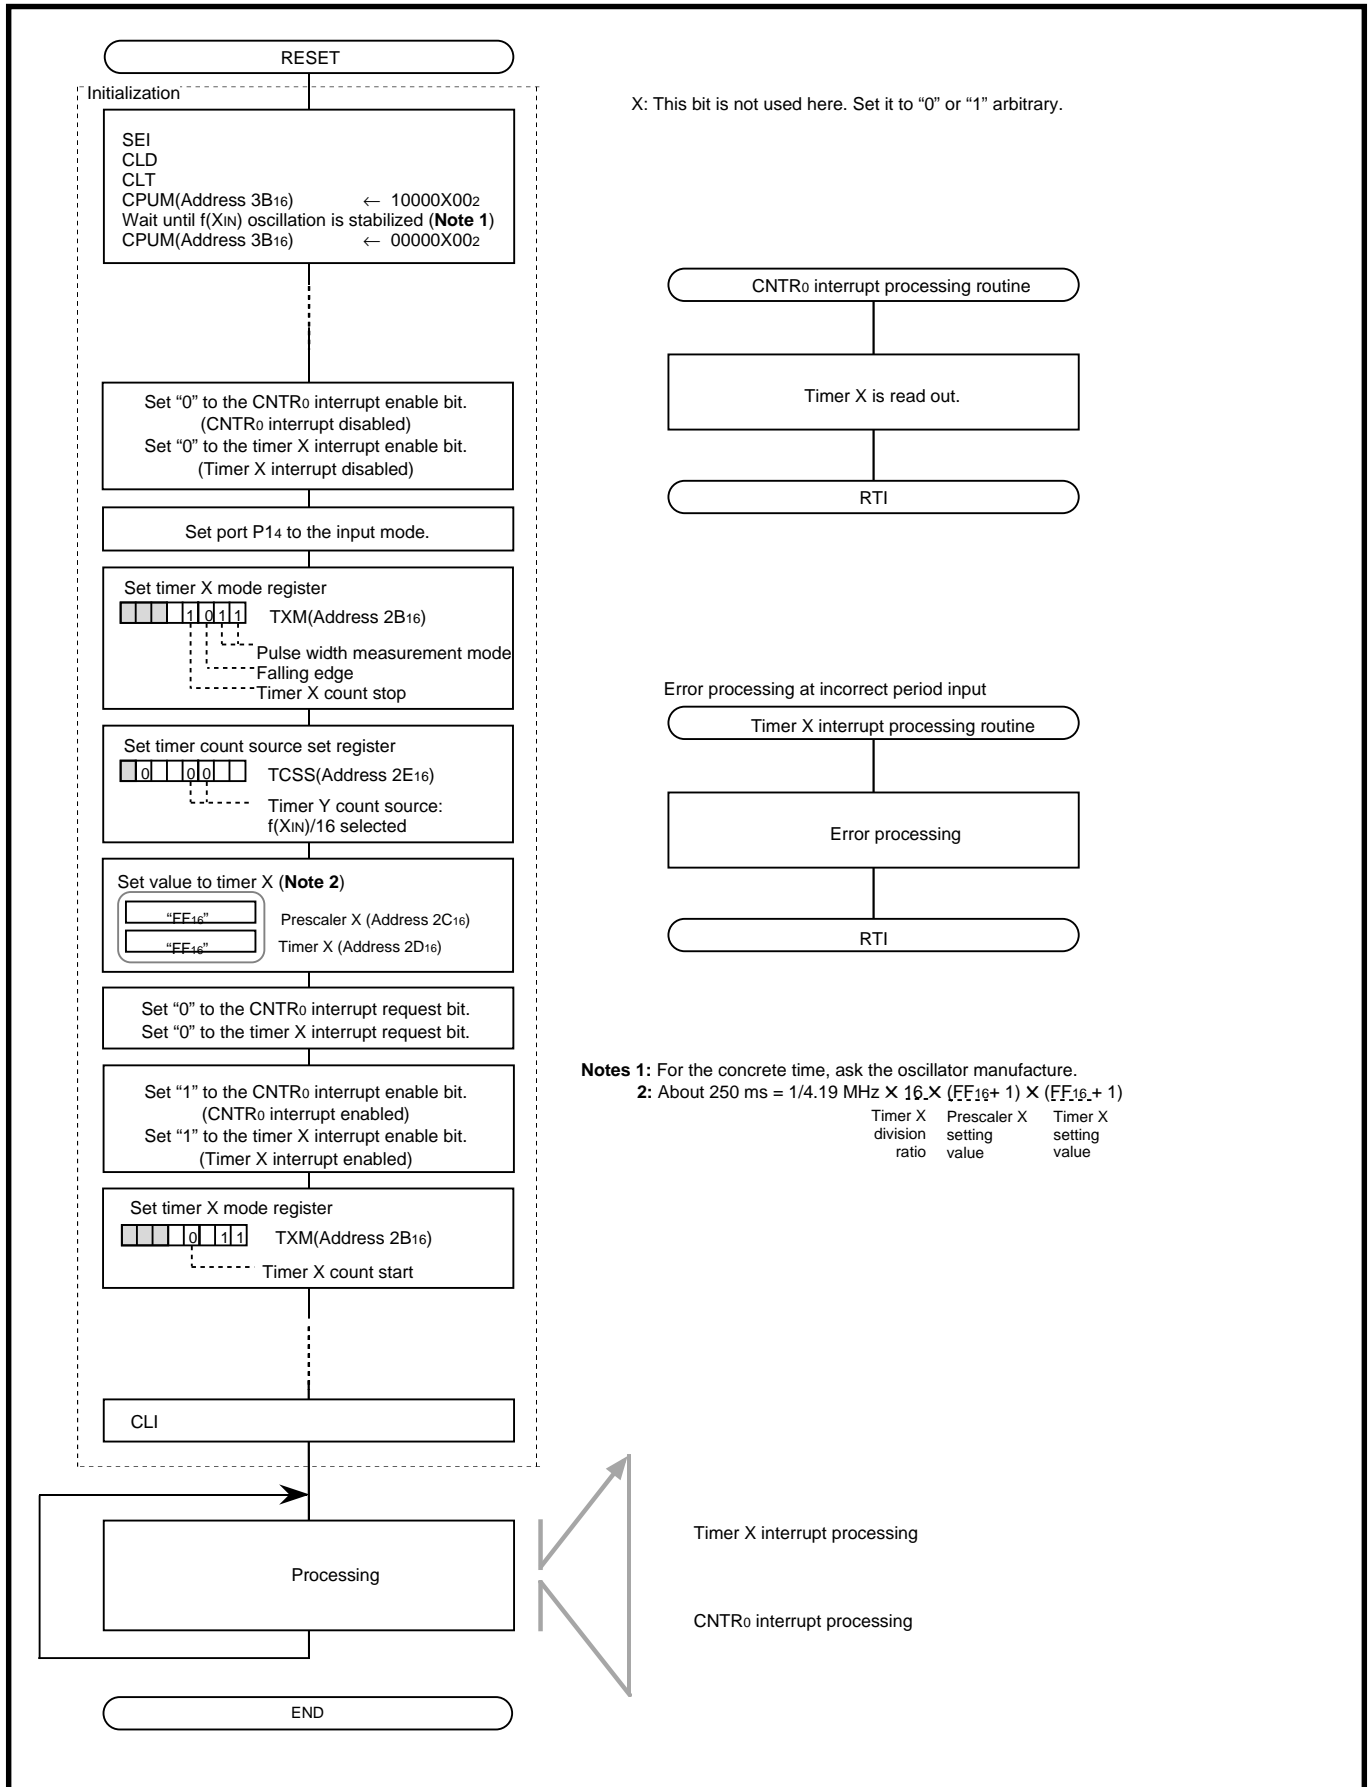 RESET
Initialization
X: This bit is not used here. Set it to “0” or “1” arbitrary.
SEI
CLD
CLT
CPUM(Address 3B16) ← 10000X002
Wait until f(XIN) oscillation is stabilized (Note 1)
CPUM(Address 3B16) ← 00000X002
Set “0” to the CNTR0 interrupt enable bit.
(CNTR0 interrupt disabled)
Set “0” to the timer X interrupt enable bit.
(Timer X interrupt disabled)
Set port P14 to the input mode.
Set timer X mode register
1 0 1 1 TXM(Address 2B16)
Pulse width measurement mode
Falling edge
Timer X count stop
Set timer count source set register
0 0 0 TCSS(Address 2E16)
Timer Y count source:
f(XIN)/16 selected
Set value to timer X (Note 2)
“FF16” Prescaler X (Address 2C16)
“FF16” Timer X (Address 2D16)
Set “0” to the CNTR0 interrupt request bit.
Set “0” to the timer X interrupt request bit.
Set “1” to the CNTR0 interrupt enable bit.
(CNTR0 interrupt enabled)
Set “1” to the timer X interrupt enable bit.
(Timer X interrupt enabled)
Set timer X mode register
0 1 1 TXM(Address 2B16)
Timer X count start
CLI
Processing
END
CNTR0 interrupt processing routine
Timer X is read out.
RTI
Error processing at incorrect period input
Timer X interrupt processing routine
Error processing
RTI
Notes 1: For the concrete time, ask the oscillator manufacture.
2: About 250 ms = 1/4.19 MHz X 16 X (FF16+ 1) X (FF16 + 1)
Timer X Prescaler X Timer X
division setting setting
ratio value value
Timer X interrupt processing
CNTR0 interrupt processing